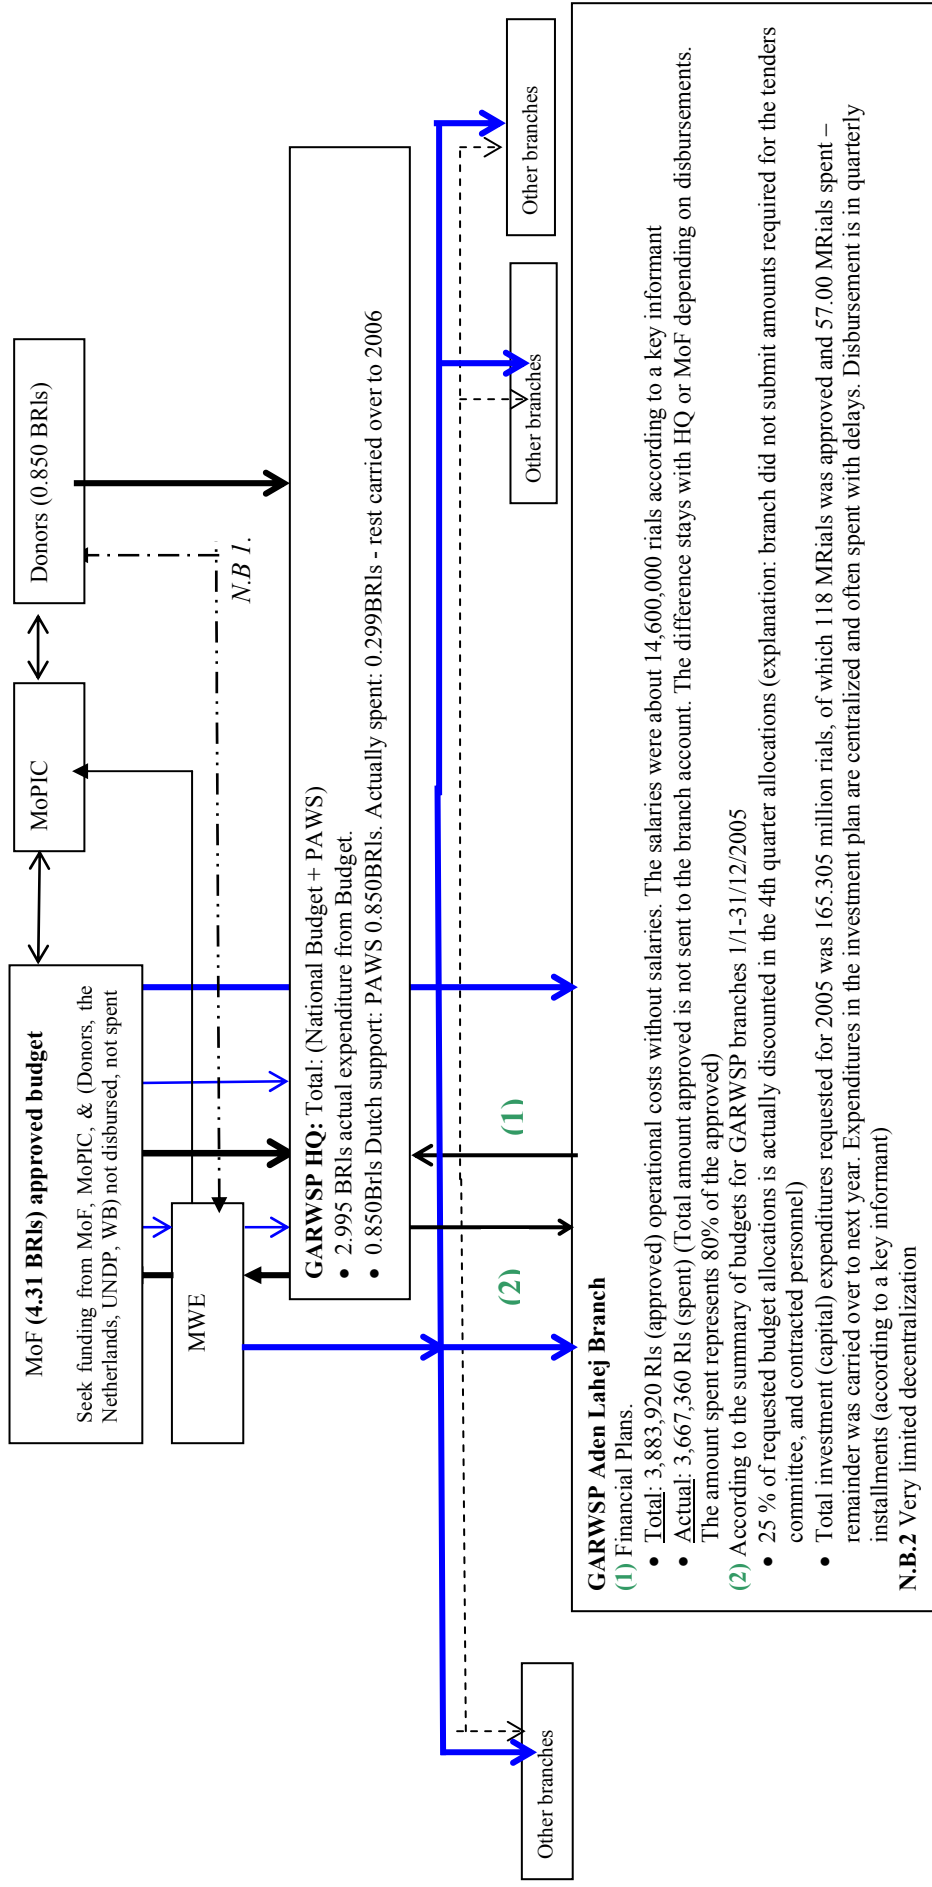 MoF (4.31 BRls) approved budget
Seek funding from MoF, MoPIC, & (Donors, the
Netherlands, UNDP, WB) not disbursed, not spent
MoPIC
Donors (0.850 BRls)
MWE
N.B 1.
GARWSP HQ: Total: (National Budget + PAWS)
• 2.995 BRls actual expenditure from Budget.
• 0.850Brls Dutch support: PAWS 0.850BRls. Actually spent: 0.299BRls - rest carried over to 2006
(2)
(1)
Other branches
Other branches
Other branches
GARWSP Aden Lahej Branch
(1) Financial Plans.
• Total: 3,883,920 Rls (approved) operational costs without salaries. The salaries were about 14,600,000 rials according to a key informant
• Actual: 3,667,360 Rls (spent) (Total amount approved is not sent to the branch account. The difference stays with HQ or MoF depending on disbursements.
The amount spent represents 80% of the approved)
(2) According to the summary of budgets for GARWSP branches 1/1-31/12/2005
• 25 % of requested budget allocations is actually discounted in the 4th quarter allocations (explanation: branch did not submit amounts required for the tenders
committee, and contracted personnel)
• Total investment (capital) expenditures requested for 2005 was 165.305 million rials, of which 118 MRials was approved and 57.00 MRials spent –
remainder was carried over to next year. Expenditures in the investment plan are centralized and often spent with delays. Disbursement is in quarterly
installments (according to a key informant)
N.B.2 Very limited decentralization